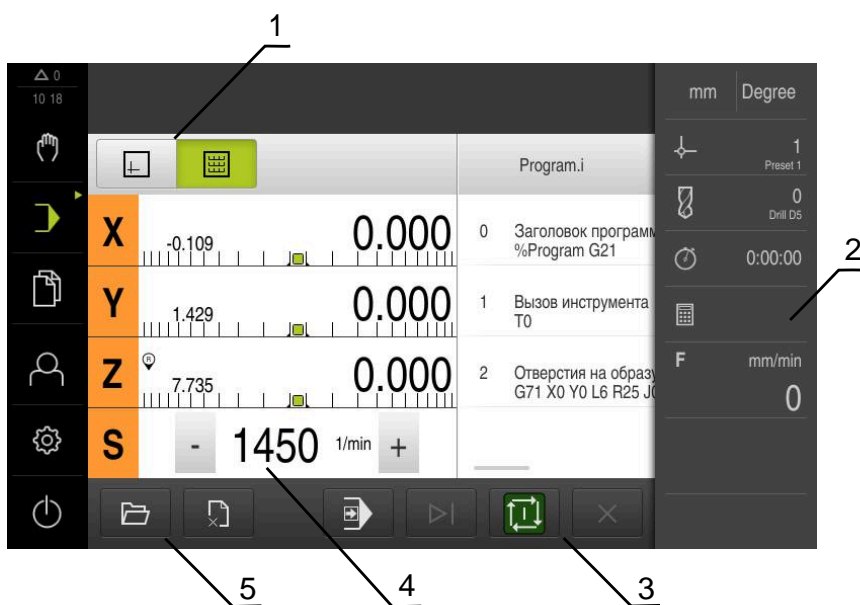 1
0
10 18
mm Degree
1
Preset 1
Program.i
X -0.109 0.000
0 Заголовок программ
%Program G21
0
Drill D5
0:00:00
2
Y 1.429 0.000
1 Вызов инструмента
T0
Z R 7.735 0.000
2 Отверстия на образу
G71 X0 Y0 L6 R25 J0
F mm/min
0
S - 1450 1/min +
5 4 3